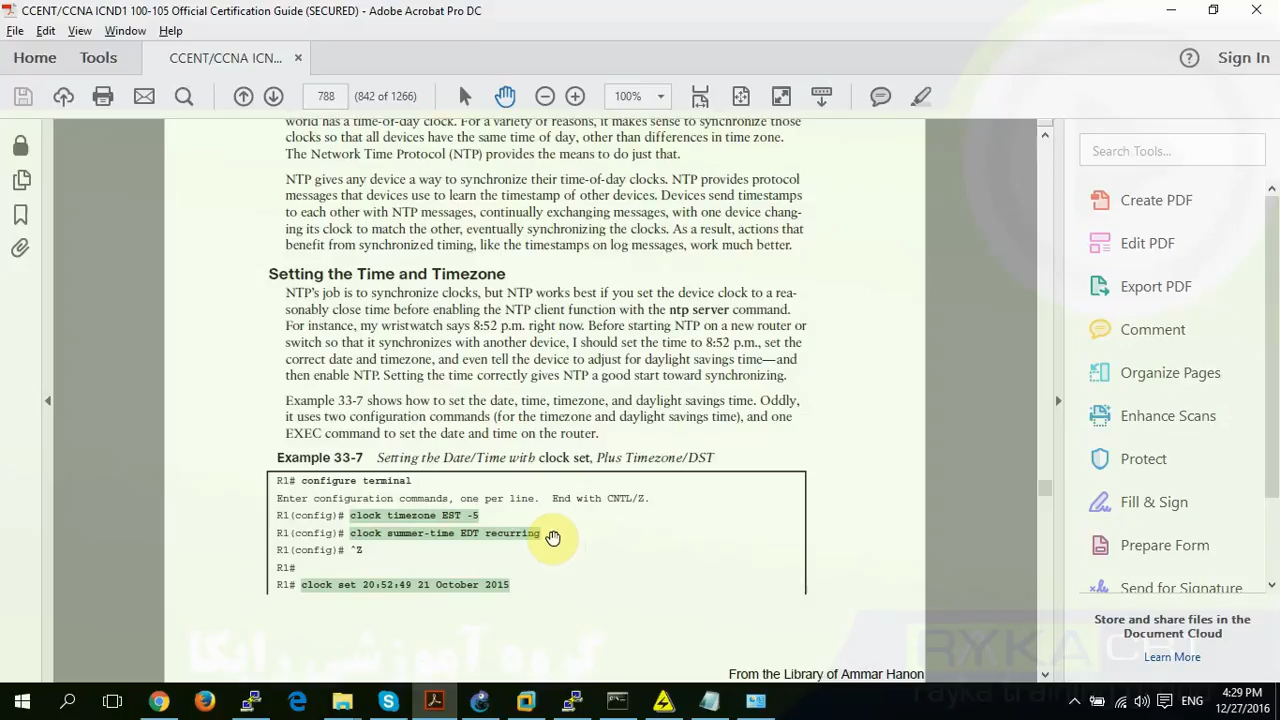 CCENT/CCNA ICND1 100-105 Official Certification Guide (SECURED) - Adobe Acrobat Pro DC
File Edit View Window Help
Home Tools CCENT/CCNA ICN... × Sign In
788 (842 of 1266) 100%
world has a time-of-day clock. For a variety of reasons, it makes sense to synchronize those
clocks so that all devices have the same time of day, other than differences in time zone.
The Network Time Protocol (NTP) provides the means to do just that.
NTP gives any device a way to synchronize their time-of-day clocks. NTP provides protocol
messages that devices use to learn the timestamp of other devices. Devices send timestamps
to each other with NTP messages, continually exchanging messages, with one device chang-
ing its clock to match the other, eventually synchronizing the clocks. As a result, actions that
benefit from synchronized timing, like the timestamps on log messages, work much better.
Setting the Time and Timezone
NTP's job is to synchronize clocks, but NTP works best if you set the device clock to a rea-
sonably close time before enabling the NTP client function with the ntp server command.
For instance, my wristwatch says 8:52 p.m. right now. Before starting NTP on a new router or
switch so that it synchronizes with another device, I should set the time to 8:52 p.m., set the
correct date and timezone, and even tell the device to adjust for daylight savings time—and
then enable NTP. Setting the time correctly gives NTP a good start toward synchronizing.
Example 33-7 shows how to set the date, time, timezone, and daylight savings time. Oddly,
it uses two configuration commands (for the timezone and daylight savings time), and one
EXEC command to set the date and time on the router.
Example 33-7 Setting the Date/Time with clock set, Plus Timezone/DST
R1# configure terminal
Enter configuration commands, one per line. End with CNTL/Z.
R1(config)# clock timezone EST -5
R1(config)# clock summer-time EDT recurring
R1(config)# ^Z
R1#
R1# clock set 20:52:49 21 October 2015
From the Library of Ammar Hanon
Search Tools...
Create PDF
Edit PDF
Export PDF
Comment
Organize Pages
Enhance Scans
Protect
Fill & Sign
Prepare Form
Send for Signature
Store and share files in the
Document Cloud
Learn More
گروه آموزشی رایکا
RYKA CBT
rayka training
ENG 4:29 PM
12/27/2016